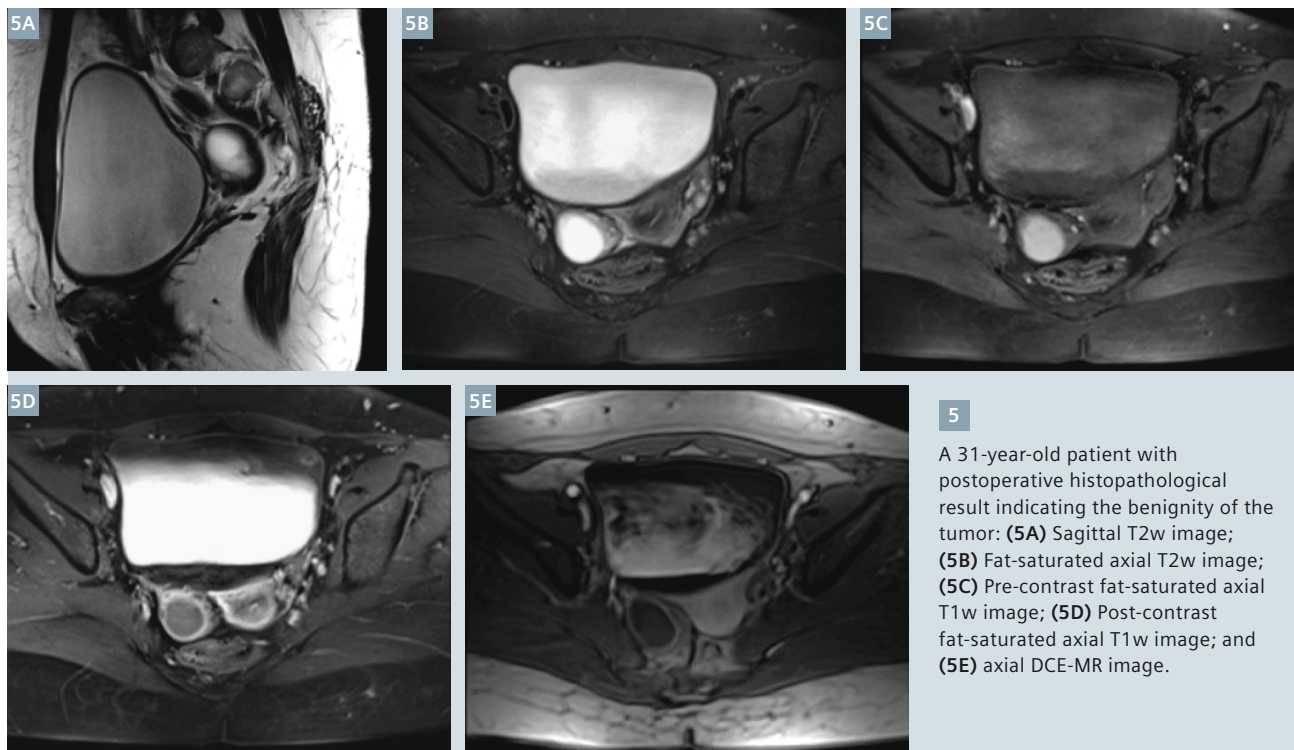 5A
5B
5C
5D
5E
5
A 31-year-old patient with
postoperative histopathological
result indicating the benignity of the
tumor: (5A) Sagittal T2w image;
(5B) Fat-saturated axial T2w image;
(5C) Pre-contrast fat-saturated axial
T1w image; (5D) Post-contrast
fat-saturated axial T1w image; and
(5E) axial DCE-MR image.